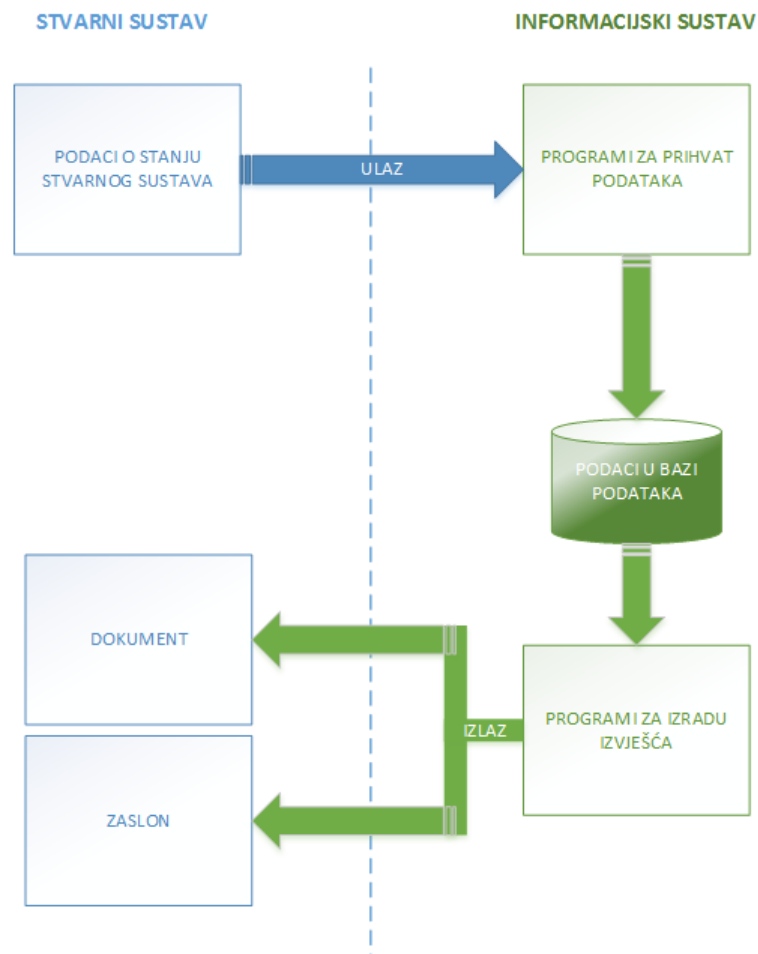 STVARNI SUSTAV
INFORMACIJSKI SUSTAV
PODACI O STANJU
STVARNOG SUSTAVA
ULAZ
PROGRAMI ZA PRIHVAT
PODATAKA
PODACI U BAZI
PODATAKA
DOKUMENT
IZLAZ
PROGRAMI ZA IZRADU
IZVJEŠĆA
ZASLON